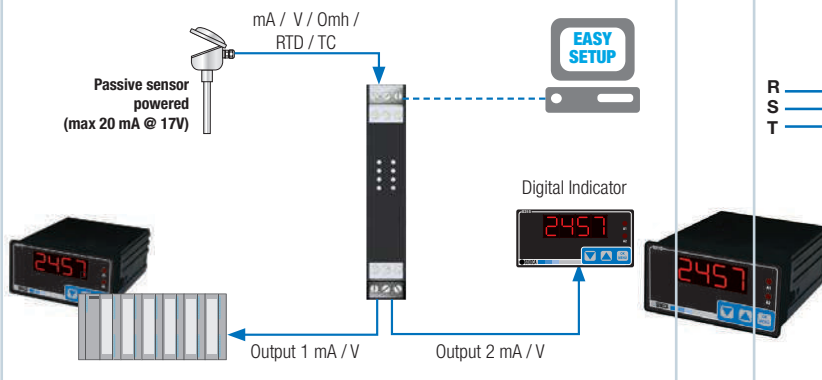 mA / V / Omh /
RTD / TC
EASY
SETUP
Passive sensor
powered
(max 20 mA @ 17V)
R
S
T
Digital Indicator
2457
2457
2457
Output 1 mA / V
Output 2 mA / V